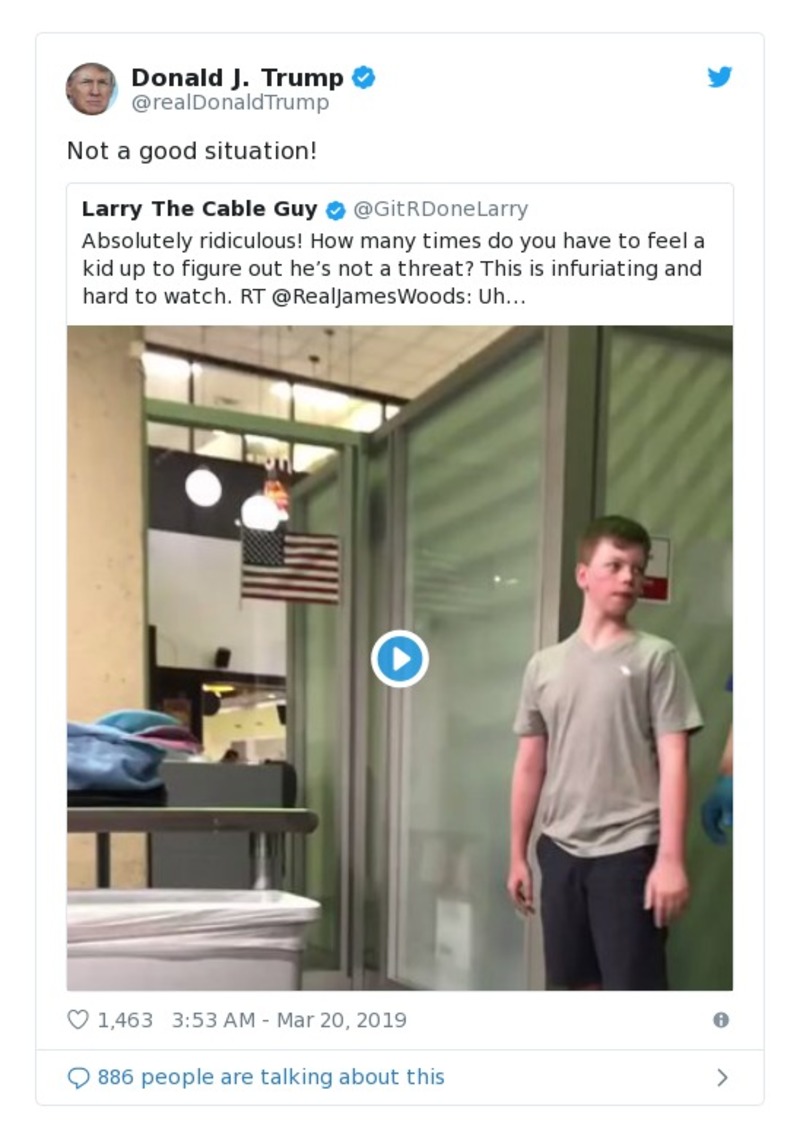 Donald J. Trump
@realDonaldTrump
Not a good situation!
Larry The Cable Guy @GitRDoneLarry
Absolutely ridiculous! How many times do you have to feel a
kid up to figure out he’s not a threat? This is infuriating and
hard to watch. RT @RealJamesWoods: Uh…
1,463 3:53 AM - Mar 20, 2019
886 people are talking about this